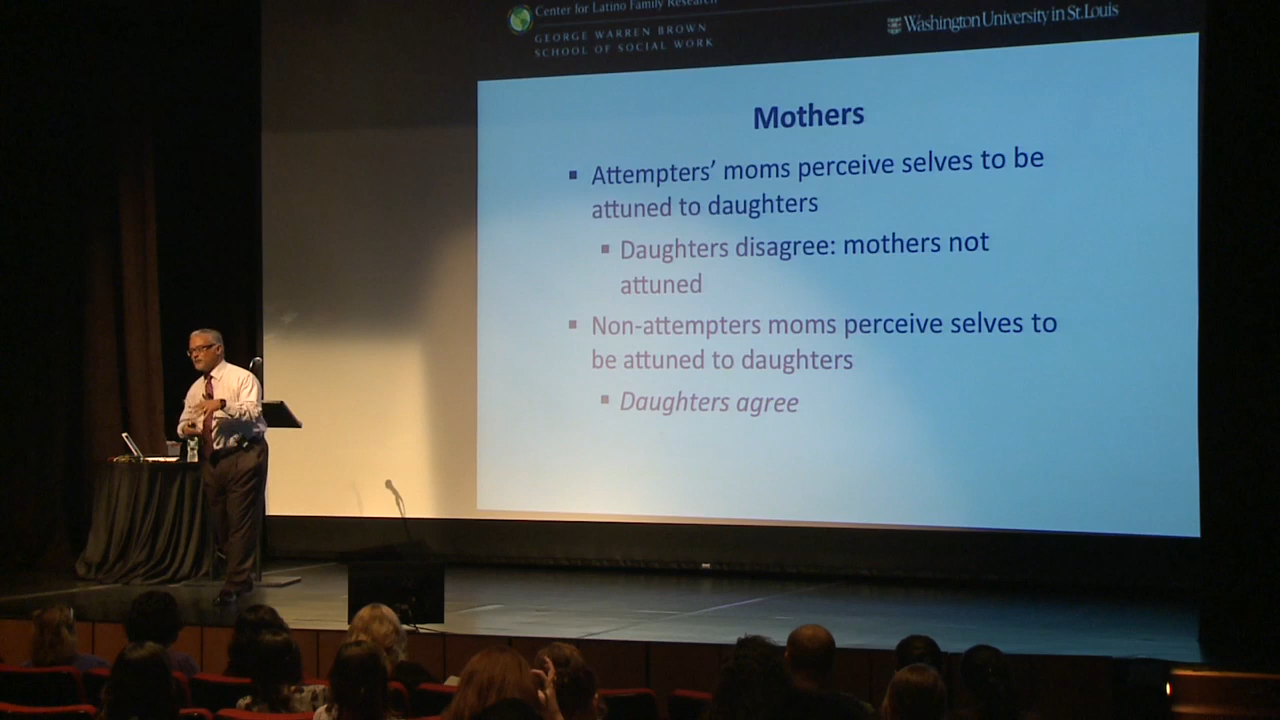 Center for Latino Family Research
GEORGE WARREN BROWN
SCHOOL OF SOCIAL WORK
Washington University in St. Louis
Mothers
▪ Attempters’ moms perceive selves to be
attuned to daughters
▪ Daughters disagree: mothers not
attuned
▪ Non-attempters moms perceive selves to
be attuned to daughters
▪ Daughters agree